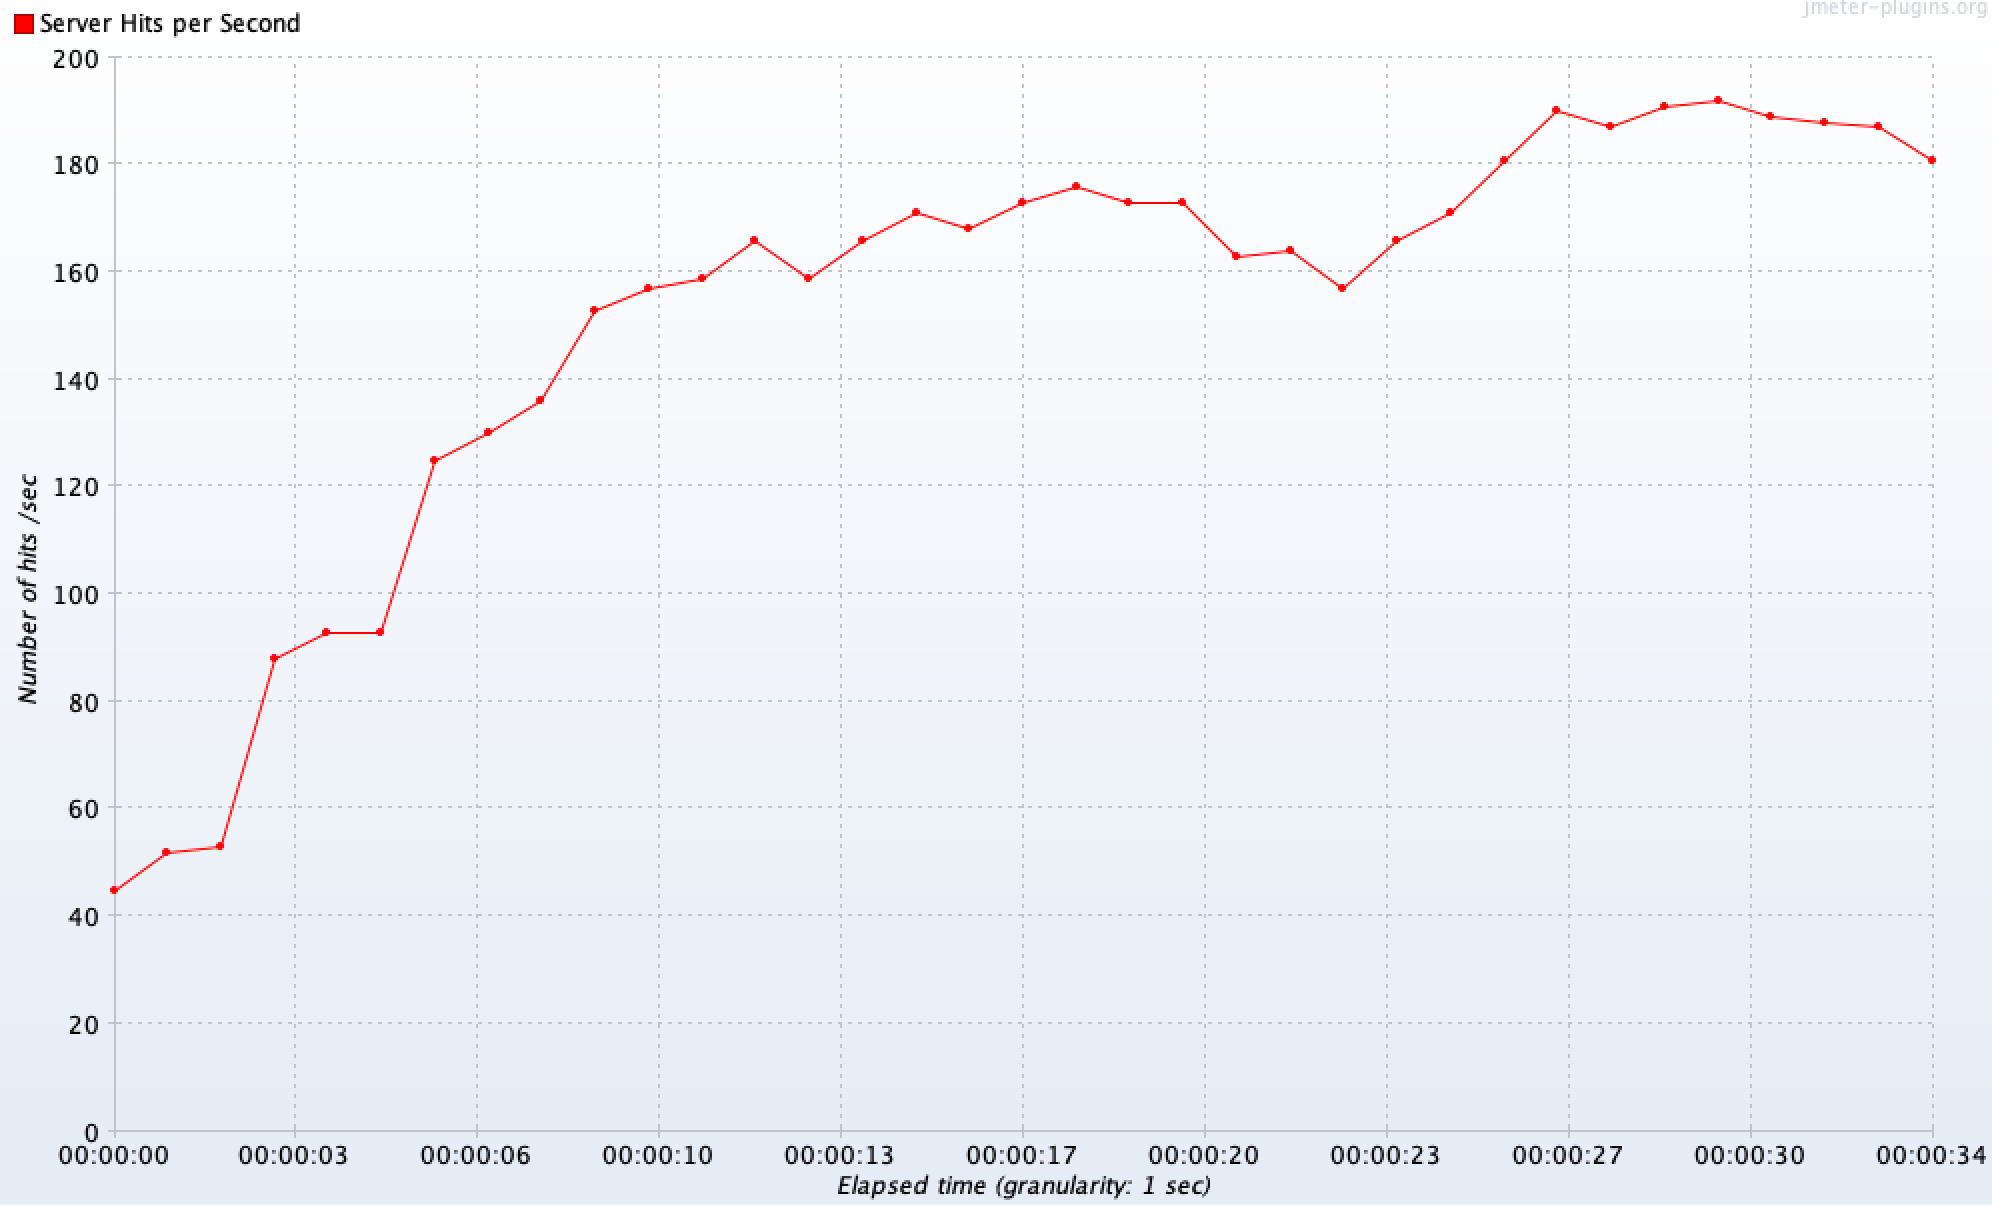 jmeter-plugins.org
Server Hits per Second
200
180
160
140
120
100
80
60
40
20
0
Number of hits /sec
00:00:00 00:00:03 00:00:06 00:00:10 00:00:13 00:00:17 00:00:20 00:00:23 00:00:27 00:00:30 00:00:34
Elapsed time (granularity: 1 sec)